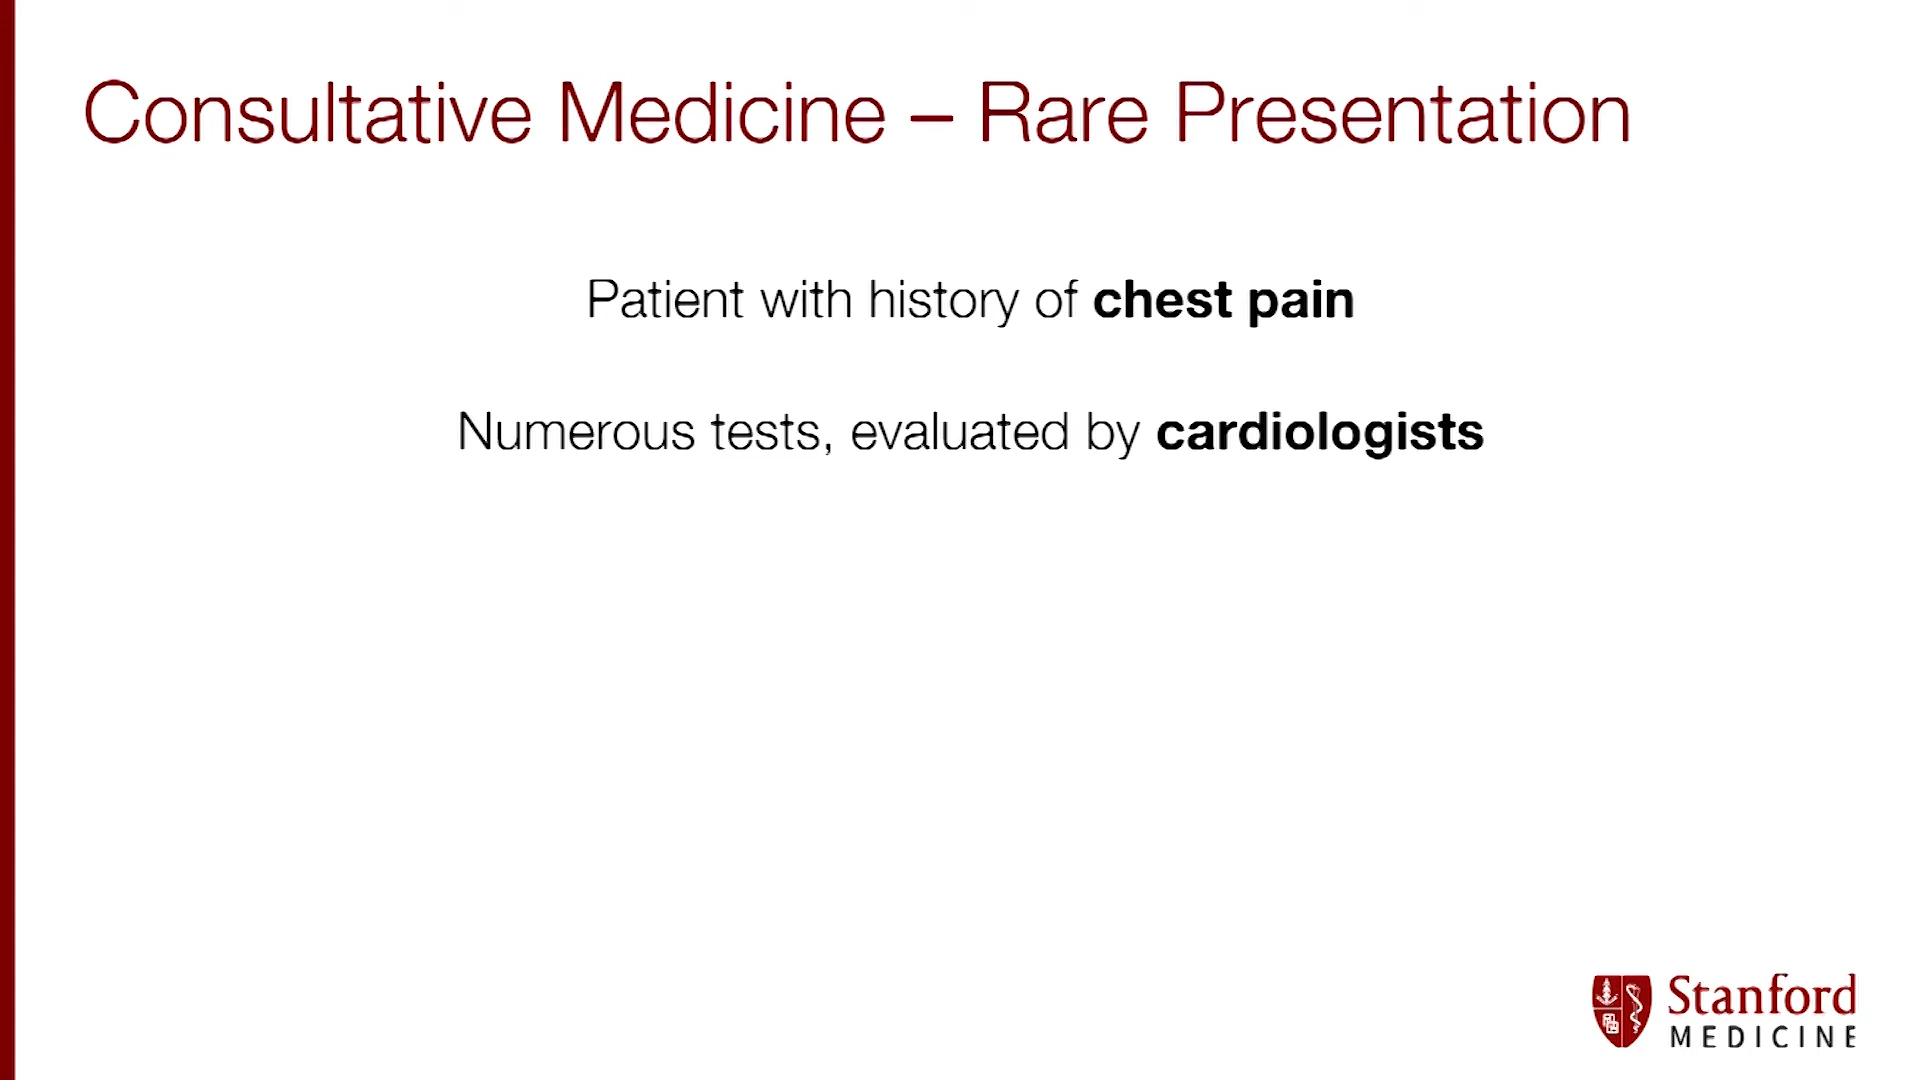 Consultative Medicine – Rare Presentation
Patient with history of chest pain
Numerous tests, evaluated by cardiologists
Stanford
MEDICINE